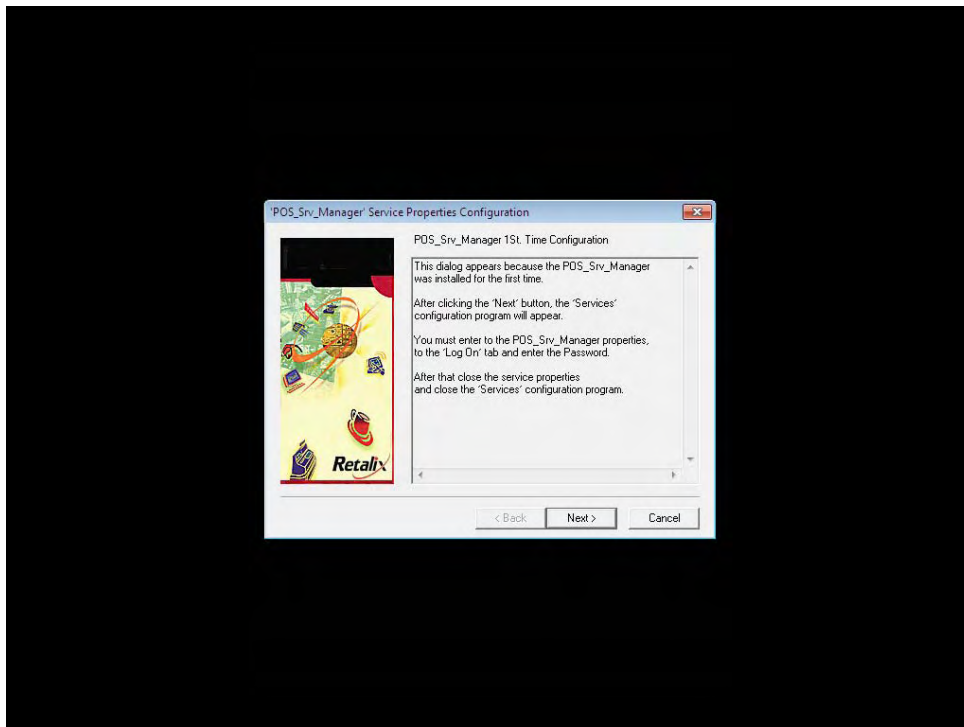 'POS_Srv_Manager' Service Properties Configuration
POS_Srv_Manager 1St. Time Configuration
This dialog appears because the POS_Srv_Manager
was installed for the first time.
After clicking the 'Next' button, the 'Services'
configuration program will appear.
You must enter to the POS_Srv_Manager properties,
to the 'Log On' tab and enter the Password.
After that close the service properties
and close the 'Services' configuration program.
Retalix
< Back
Next >
Cancel